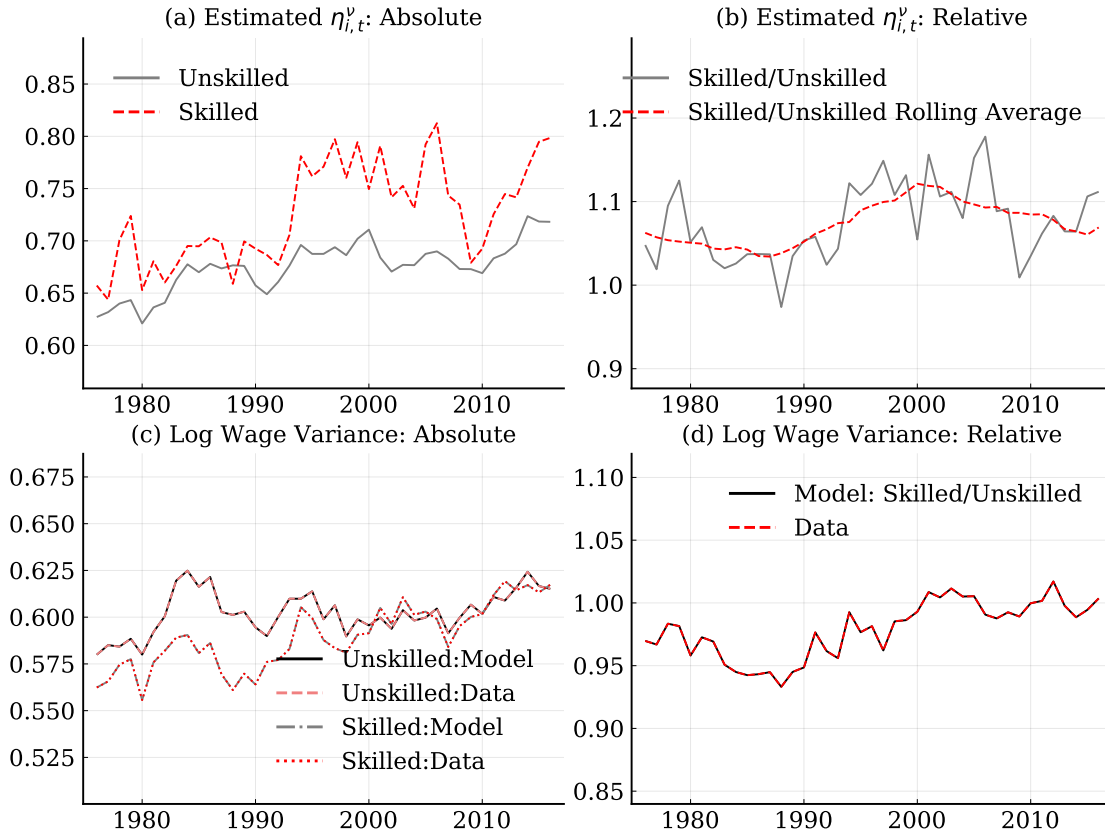 (a) Estimated $\eta_{i,t}^{\nu}$: Absolute
Unskilled
Skilled
0.85
0.80
0.75
0.70
0.65
0.60
1980
1990
2000
2010
(b) Estimated $\eta_{i,t}^{\nu}$: Relative
Skilled/Unskilled
Skilled/Unskilled Rolling Average
1.2
1.1
1.0
0.9
1980
1990
2000
2010
(c) Log Wage Variance: Absolute
0.675
0.650
0.625
0.600
0.575
0.550
0.525
Unskilled:Model
Unskilled:Data
Skilled:Model
Skilled:Data
1980
1990
2000
2010
(d) Log Wage Variance: Relative
Model: Skilled/Unskilled
Data
1.10
1.05
1.00
0.95
0.90
0.85
1980
1990
2000
2010